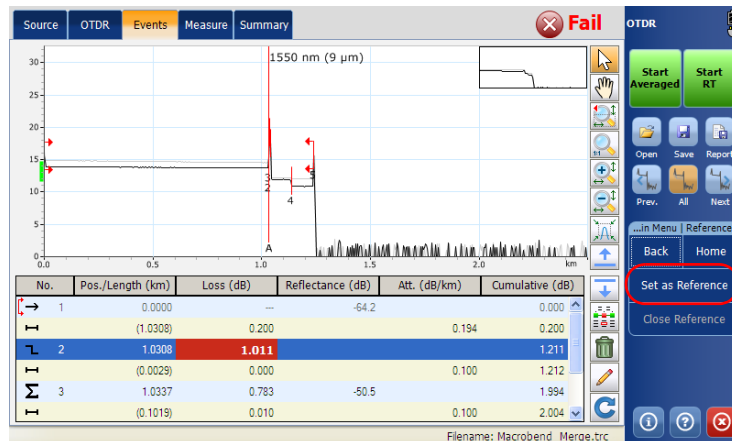 Source OTDR Events Measure Summary Fail OTDR
1550 nm (9 µm)
30
25
20
15
10
5
0
3
2
4
5
A
0.0 0.5 1.0 1.5 2.0 km
No. Pos./Length (km) Loss (dB) Reflectance (dB) Att. (dB/km) Cumulative (dB)
1 0.0000 --- -64.2 0.000
(1.0308) 0.200 0.194 0.200
2 1.0308 1.011 1.211
(0.0029) 0.000 0.100 1.212
3 1.0337 0.783 -50.5 1.994
(0.1019) 0.010 0.100 2.004
Filename: Macrobend_Merge.trc
Start Averaged
Start RT
Open Save Report
Prev. All Next
...in Menu Reference
Back Home
Set as Reference
Close Reference